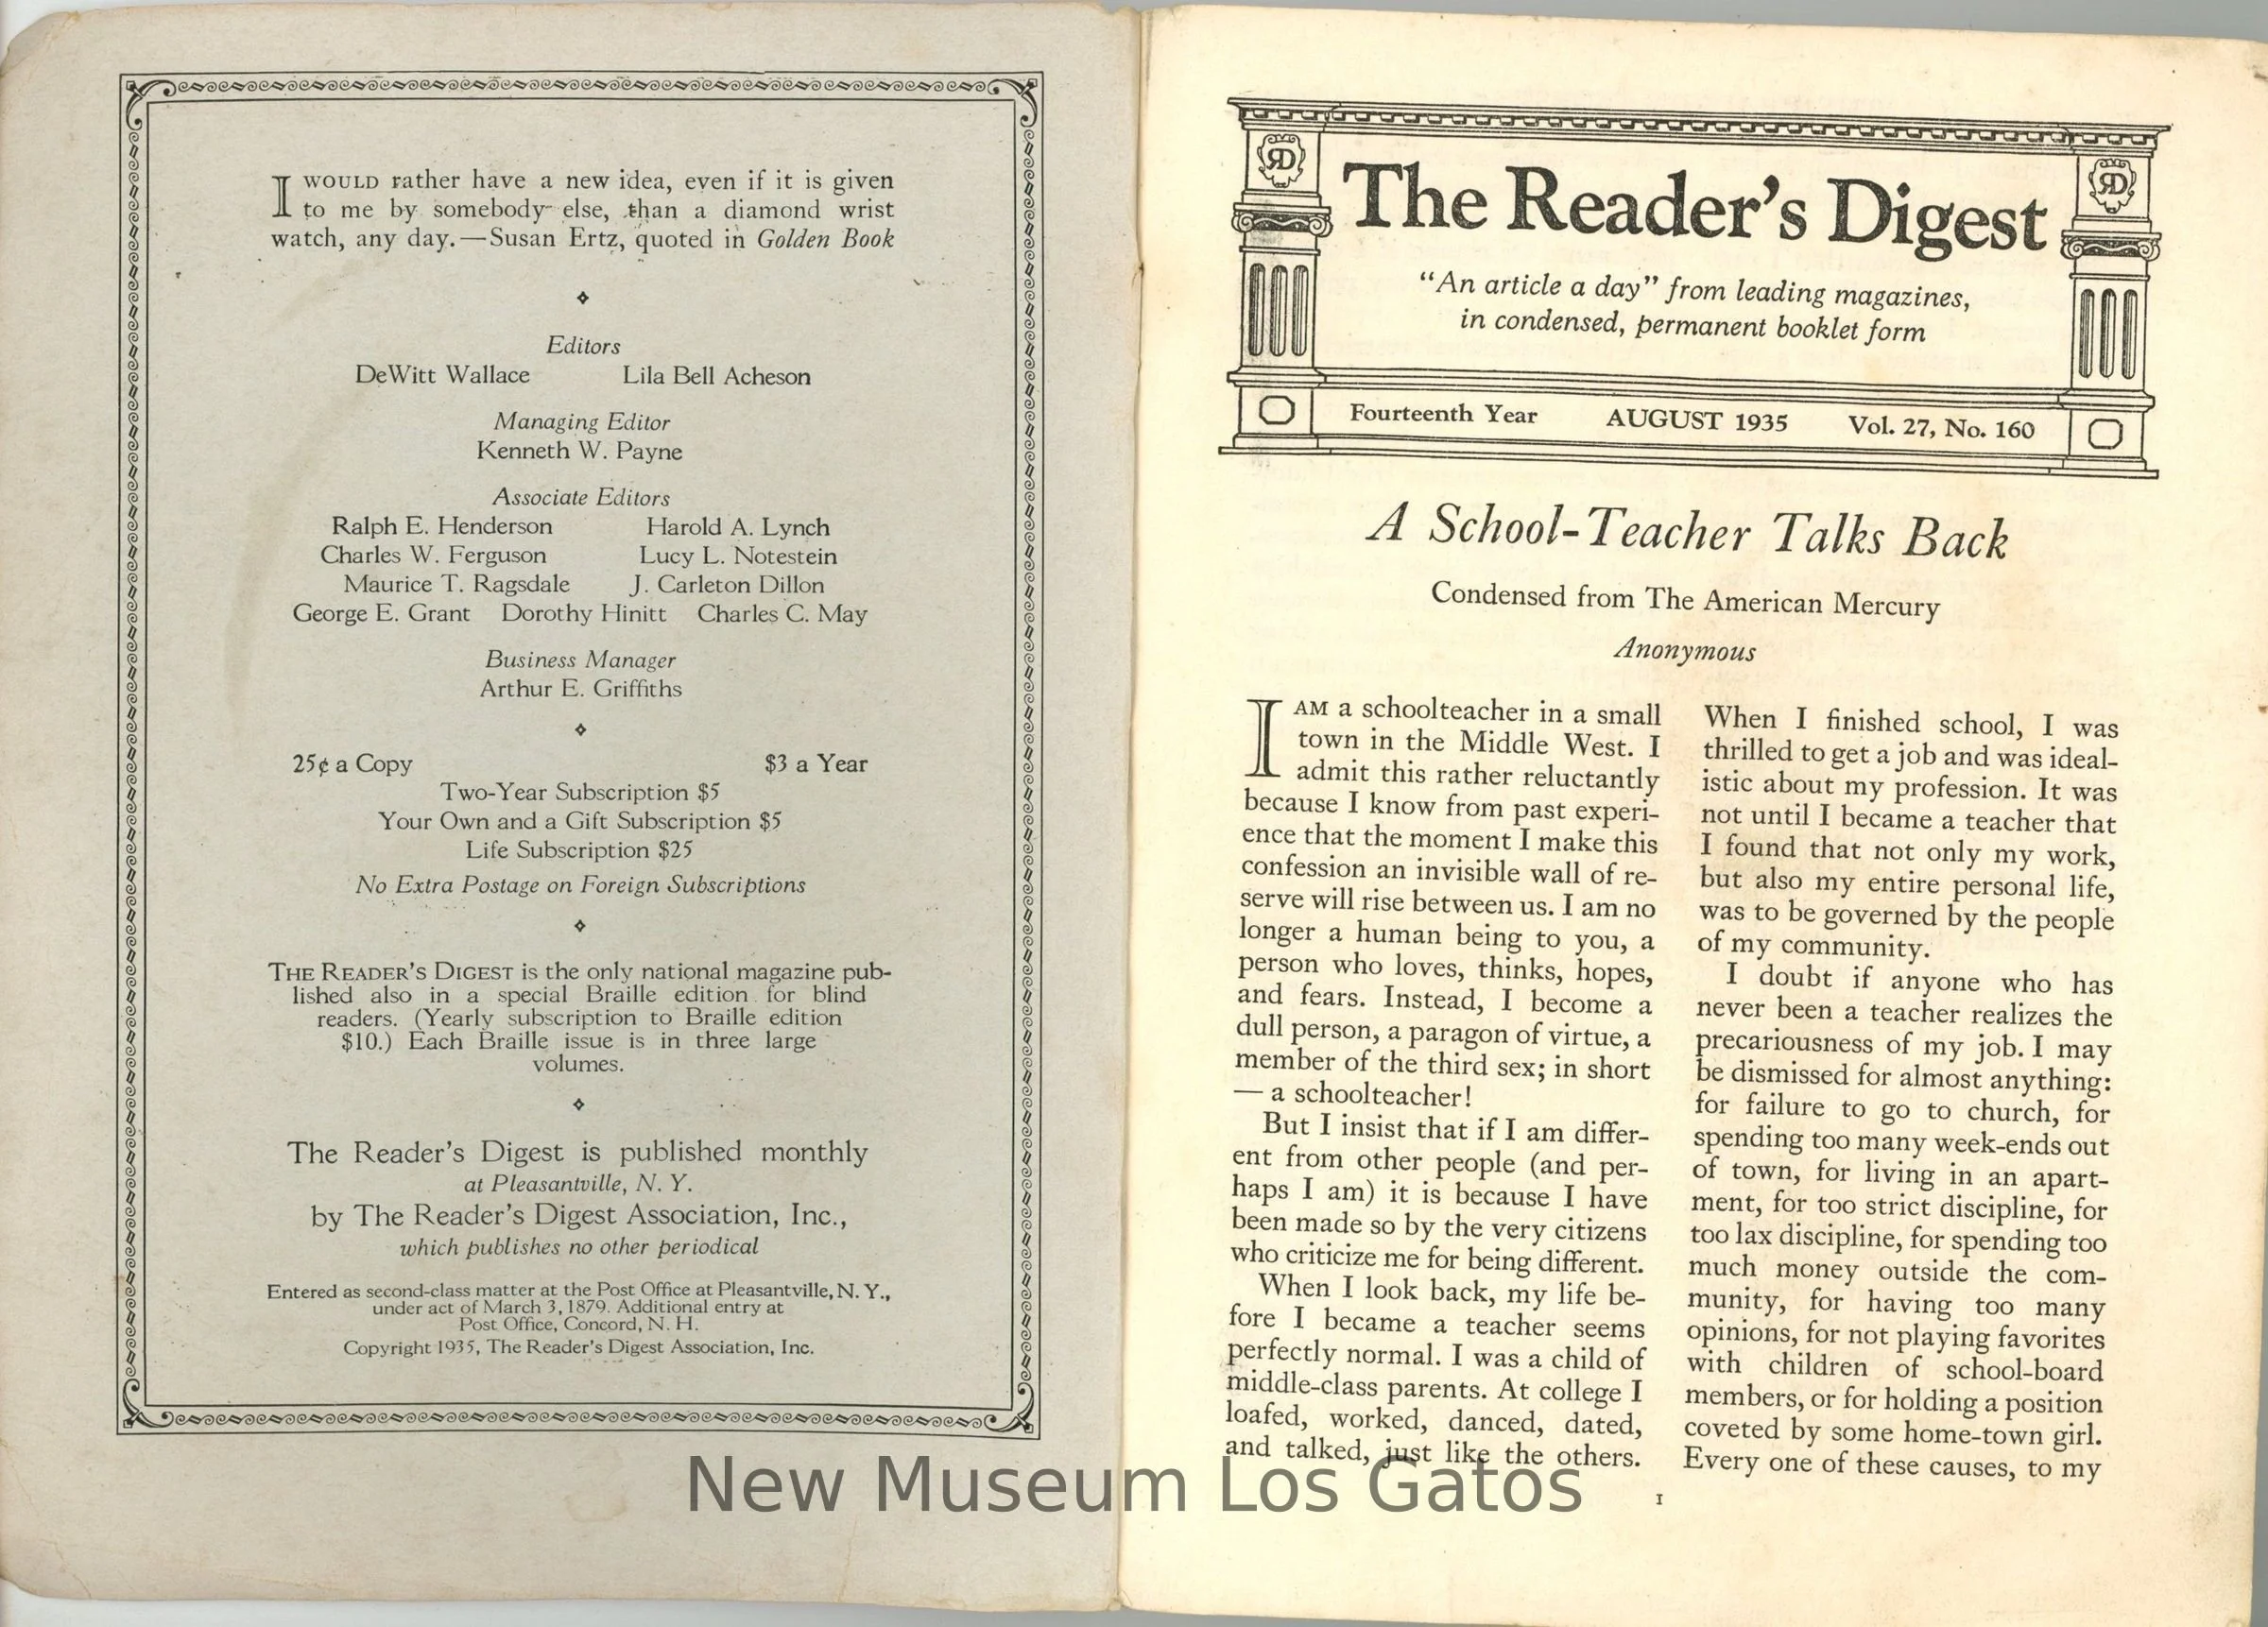 I WOULD rather have a new idea, even if it is given
to me by somebody else, than a diamond wrist
watch, any day.—Susan Ertz, quoted in Golden Book
Editors
DeWitt Wallace Lila Bell Acheson
Managing Editor
Kenneth W. Payne
Associate Editors
Ralph E. Henderson Harold A. Lynch
Charles W. Ferguson Lucy L. Notestein
Maurice T. Ragsdale J. Carleton Dillon
George E. Grant Dorothy Hinitt Charles C. May
Business Manager
Arthur E. Griffiths
25¢ a Copy $3 a Year
Two-Year Subscription $5
Your Own and a Gift Subscription $5
Life Subscription $25
No Extra Postage on Foreign Subscriptions
THE READER'S DIGEST is the only national magazine pub-
lished also in a special Braille edition for blind
readers. (Yearly subscription to Braille edition
$10.) Each Braille issue is in three large
volumes.
The Reader's Digest is published monthly
at Pleasantville, N. Y.
by The Reader's Digest Association, Inc.,
which publishes no other periodical
Entered as second-class matter at the Post Office at Pleasantville, N. Y.,
under act of March 3, 1879. Additional entry at
Post Office, Concord, N. H.
Copyright 1935, The Reader's Digest Association, Inc.
RD
RD
The Reader's Digest
"An article a day" from leading magazines,
in condensed, permanent booklet form
Fourteenth Year AUGUST 1935 Vol. 27, No. 160
A School-Teacher Talks Back
Condensed from The American Mercury
Anonymous
I AM a schoolteacher in a small
town in the Middle West. I
admit this rather reluctantly
because I know from past experi-
ence that the moment I make this
confession an invisible wall of re-
serve will rise between us. I am no
longer a human being to you, a
person who loves, thinks, hopes,
and fears. Instead, I become a
dull person, a paragon of virtue, a
member of the third sex; in short
— a schoolteacher!
But I insist that if I am differ-
ent from other people (and per-
haps I am) it is because I have
been made so by the very citizens
who criticize me for being different.
When I look back, my life be-
fore I became a teacher seems
perfectly normal. I was a child of
middle-class parents. At college I
loafed, worked, danced, dated,
and talked, just like the others.
When I finished school, I was
thrilled to get a job and was ideal-
istic about my profession. It was
not until I became a teacher that
I found that not only my work,
but also my entire personal life,
was to be governed by the people
of my community.
I doubt if anyone who has
never been a teacher realizes the
precariousness of my job. I may
be dismissed for almost anything:
for failure to go to church, for
spending too many week-ends out
of town, for living in an apart-
ment, for too strict discipline, for
too lax discipline, for spending too
much money outside the com-
munity, for having too many
opinions, for not playing favorites
with children of school-board
members, or for holding a position
coveted by some home-town girl.
Every one of these causes, to my
1
New Museum Los Gatos